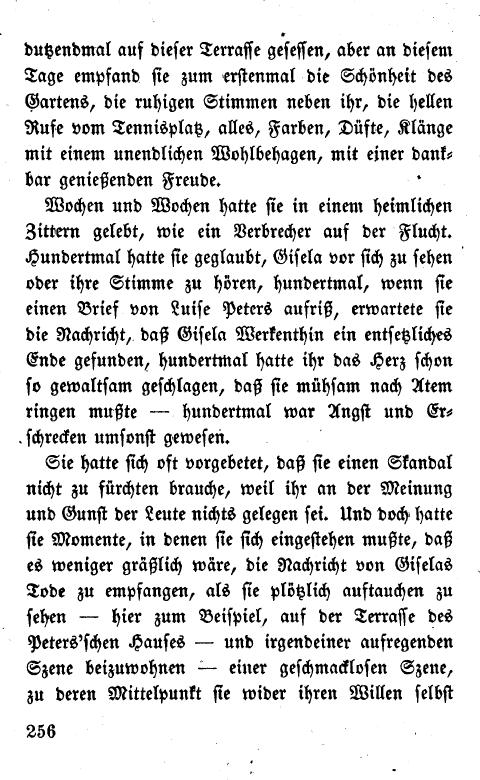 dutzendmal auf dieser Terrasse gesessen, aber an diesem
Tage empfand sie zum erstenmal die Schönheit des
Gartens, die ruhigen Stimmen neben ihr, die hellen
Rufe vom Tennisplatz, alles, Farben, Düfte, Klänge
mit einem unendlichen Wohlbehagen, mit einer dank-
bar genießenden Freude.
Wochen und Wochen hatte sie in einem heimlichen
Zittern gelebt, wie ein Verbrecher auf der Flucht.
Hundertmal hatte sie geglaubt, Gisela vor sich zu sehen
oder ihre Stimme zu hören, hundertmal, wenn sie
einen Brief von Luise Peters aufriß, erwartete sie
die Nachricht, daß Gisela Werkenthin ein entsetzliches
Ende gefunden, hundertmal hatte ihr das Herz schon
so gewaltsam geschlagen, daß sie mühsam nach Atem
ringen mußte — hundertmal war Angst und Er-
schrecken umsonst gewesen.
Sie hatte sich oft vorgebetet, daß sie einen Skandal
nicht zu fürchten brauche, weil ihr an der Meinung
und Gunst der Leute nichts gelegen sei. Und doch hatte
sie Momente, in denen sie sich eingestehen mußte, daß
es weniger gräßlich wäre, die Nachricht von Giselas
Tode zu empfangen, als sie plötzlich auftauchen zu
sehen — hier zum Beispiel, auf der Terrasse des
Peters'schen Hauses — und irgendeiner aufregenden
Szene beizuwohnen — einer geschmacklosen Szene,
zu deren Mittelpunkt sie wider ihren Willen selbst
256